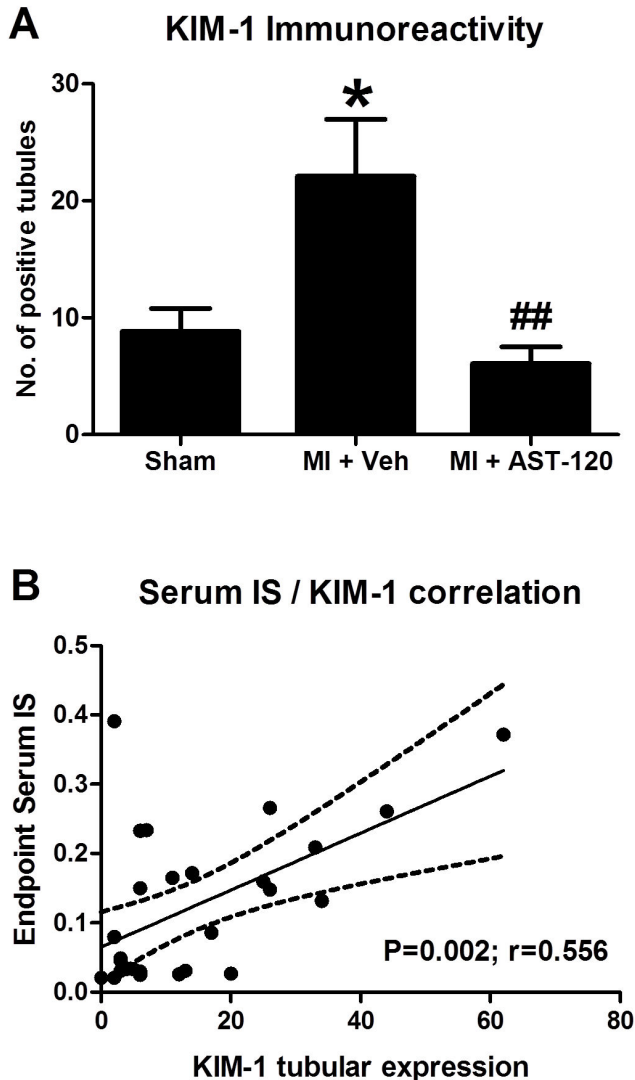 A
KIM-1 Immunoreactivity
No. of positive tubules
30
20
10
0
*
##
Sham
MI + Veh
MI + AST-120
B
Serum IS / KIM-1 correlation
Endpoint Serum IS
0.5
0.4
0.3
0.2
0.1
0.0
P=0.002; r=0.556
0
20
40
60
80
KIM-1 tubular expression